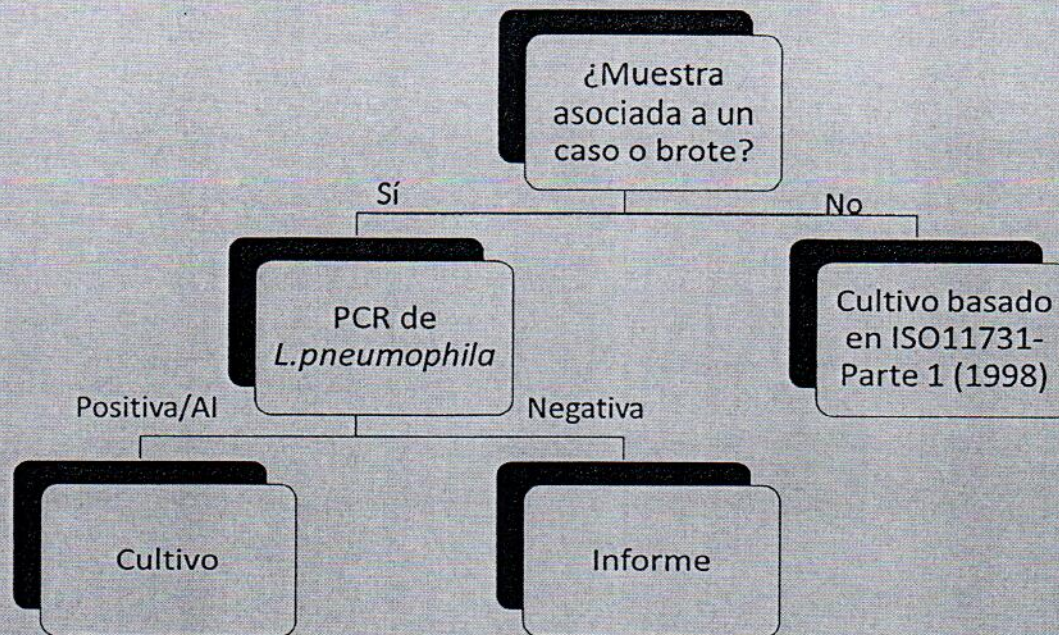 ¿Muestra
asociada a un
caso o brote?
Sí
No
PCR de
L.pneumophila
Cultivo basado
en ISO11731-
Parte 1 (1998)
Positiva/AI
Negativa
Cultivo
Informe